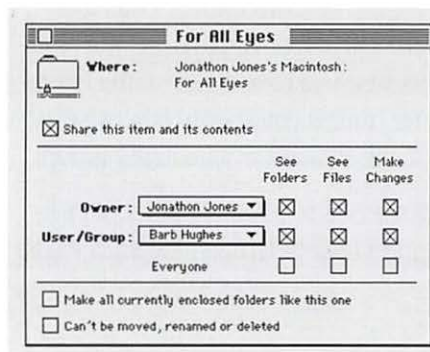 For All Eyes
Where: Jonathon Jones's Macintosh:
For All Eyes
Share this item and its contents
See See Make
Folders Files Changes
Owner: Jonathon Jones
User/Group: Barb Hughes
Everyone
Make all currently enclosed folders like this one
Can't be moved, renamed or deleted